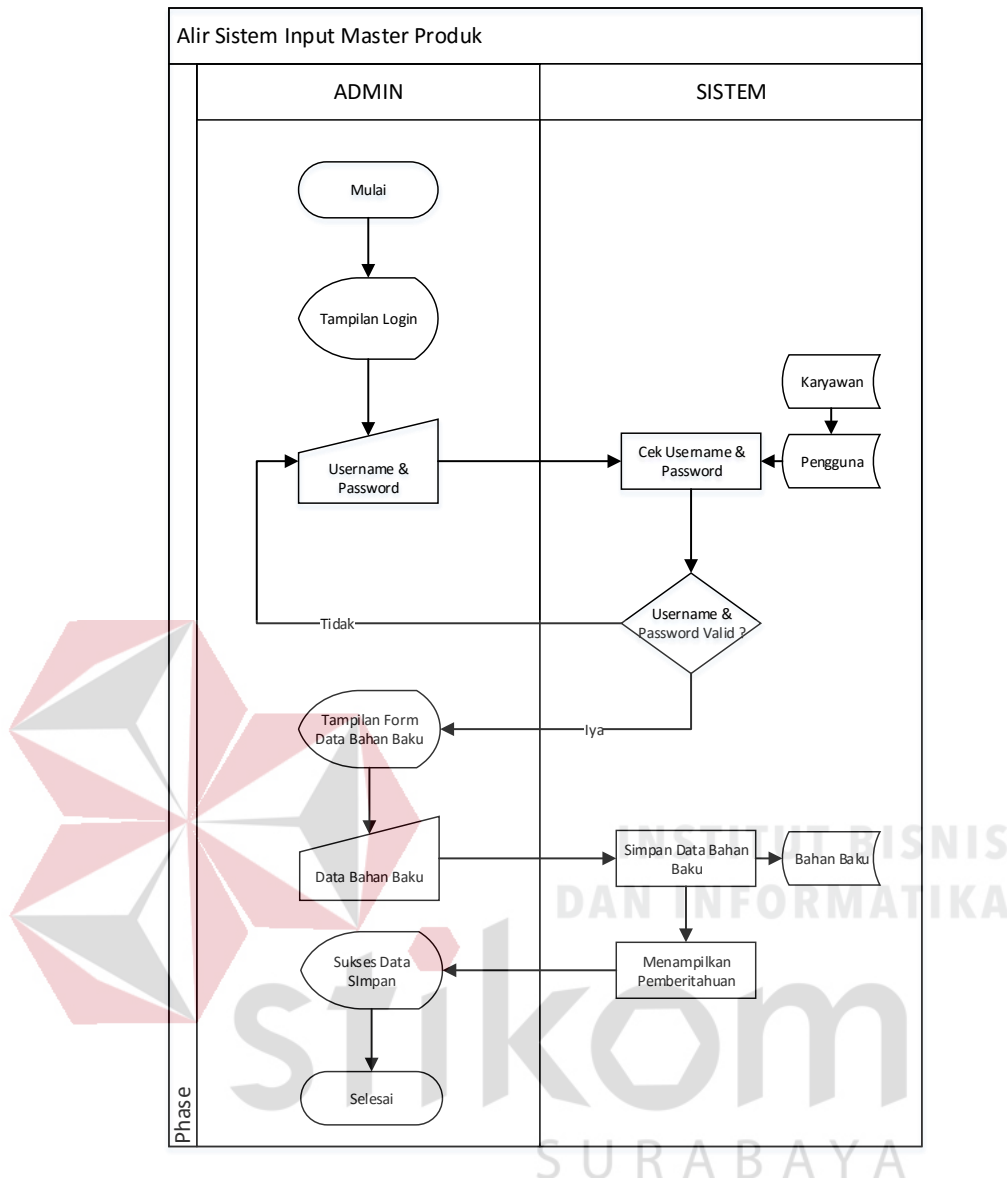 Alir Sistem Input Master Produk
ADMIN
SISTEM
Mulai
Tampilan Login
Karyawan
Username &
Password
Cek Username &
Password
Pengguna
Username &
Password Valid ?
Tidak
Tampilan Form
Data Bahan Baku
Iya
Data Bahan Baku
Simpan Data Bahan
Baku
Bahan Baku
Sukses Data
SImpan
Menampilkan
Pemberitahuan
Selesai
Phase
INSTITUT BISNIS
DAN INFORMATIKA
stikom
SURABAYA